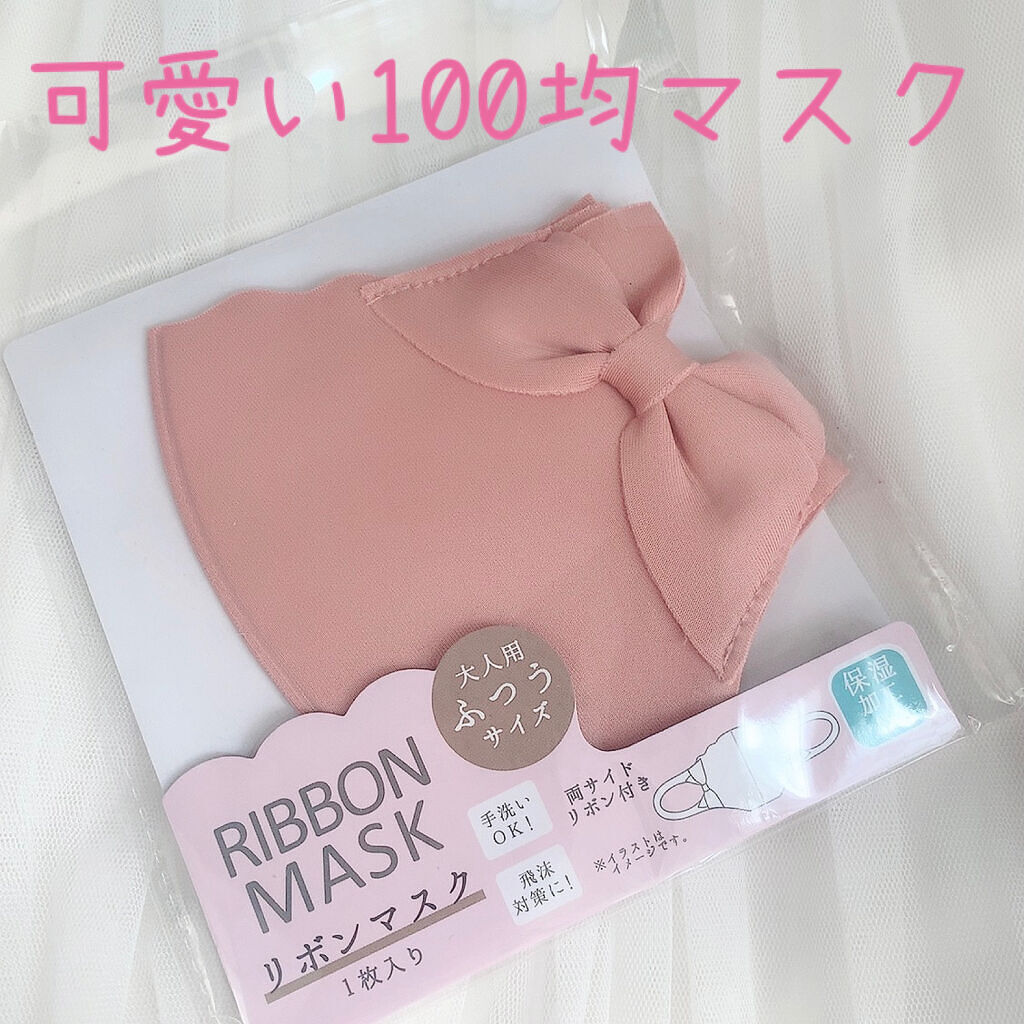 可愛い100均マスク
大人用
ふつう
サイズ
保湿
加工
RIBBON
MASK
リボンマスク
1枚入り
手洗い
OK!
飛沫
対策に!
両サイド
リボン付き
※イラストは
イメージです。